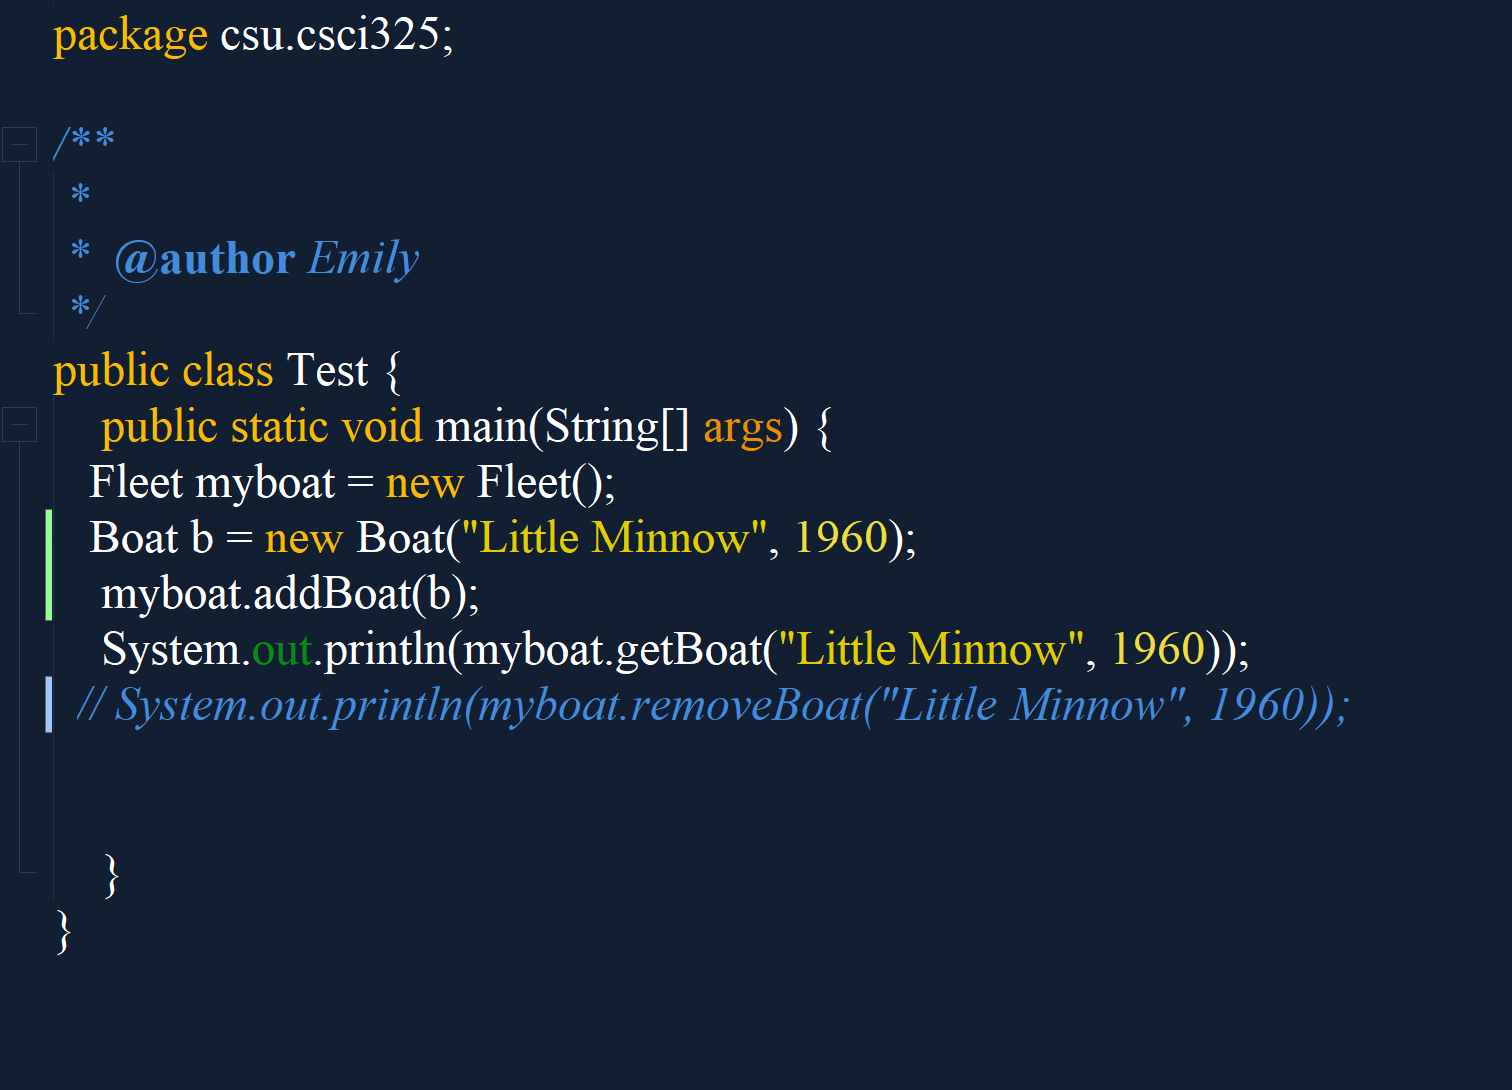 package csu.csci325;
/**
*
* @author Emily
*/
public class Test {
public static void main(String[] args) {
Fleet myboat = new Fleet();
Boat b = new Boat("Little Minnow", 1960);
myboat.addBoat(b);
System.out.println(myboat.getBoat("Little Minnow", 1960));
// System.out.println(myboat.removeBoat("Little Minnow", 1960));
}
}